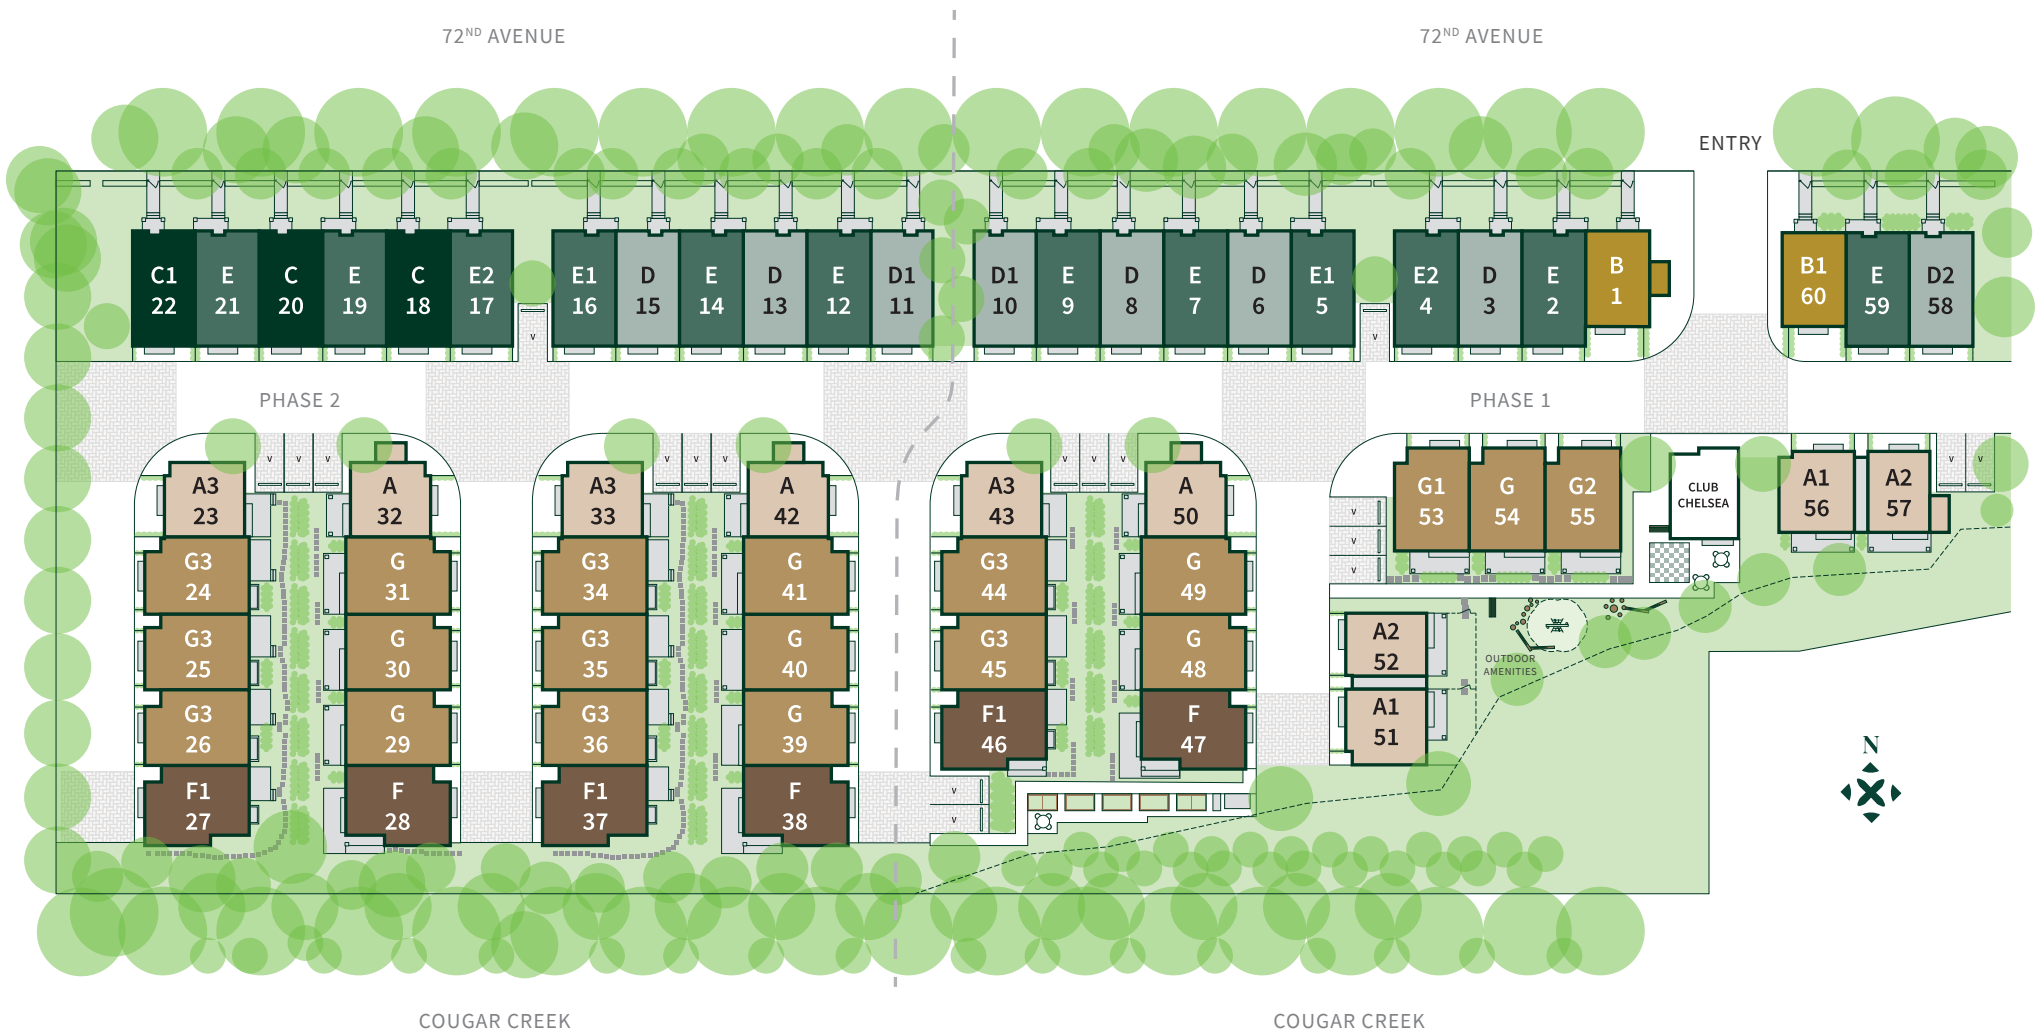 72ND AVENUE
72ND AVENUE
ENTRY
C1 E C E C E2
22 21 20 19 18 17
E1 D E D E D1
16 15 14 13 12 11
D1 E D E D E1
10 9 8 7 6 5
E2 D E B
4 3 2 1
B1 E D2
60 59 58
V
V
PHASE 2
PHASE 1
V V V
V V V
V V V
V V
A3
23
A
32
A3
33
A
42
A3
43
A
50
G1 G G2
53 54 55
CLUB
CHELSEA
A1 A2
56 57
V
V
V
G3
24
G
31
G3
34
G
41
G3
44
G
49
G3
25
G
30
G3
35
G
40
G3
45
G
48
A2
52
OUTDOOR
AMENITIES
G3
26
G
29
G3
36
G
39
F1
46
F
47
A1
51
F1
27
F
28
F1
37
F
38
V
V
N
COUGAR CREEK
COUGAR CREEK